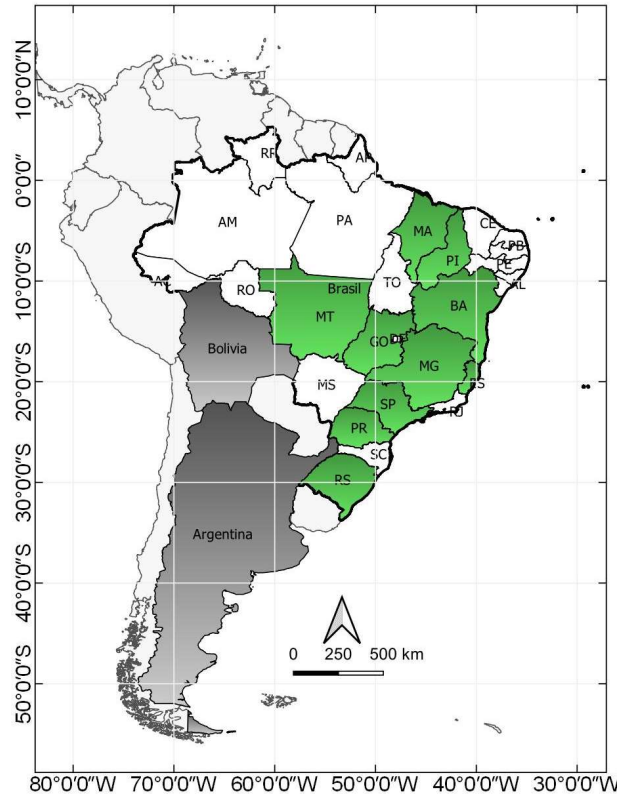 10°0'0"N
0°0'0"
10°0'0"S
20°0'0"S
30°0'0"S
40°0'0"S
50°0'0"S
RR
AM
PA
CE
MA
PB
PI
PE
AL
AC
RO
TO
Brasil
MT
BA
Bolivia
GO
DF
MG
ES
MS
SP
RJ
PR
SC
RS
Argentina
0 250 500 km
80°0'0"W 70°0'0"W 60°0'0"W 50°0'0"W 40°0'0"W 30°0'0"W